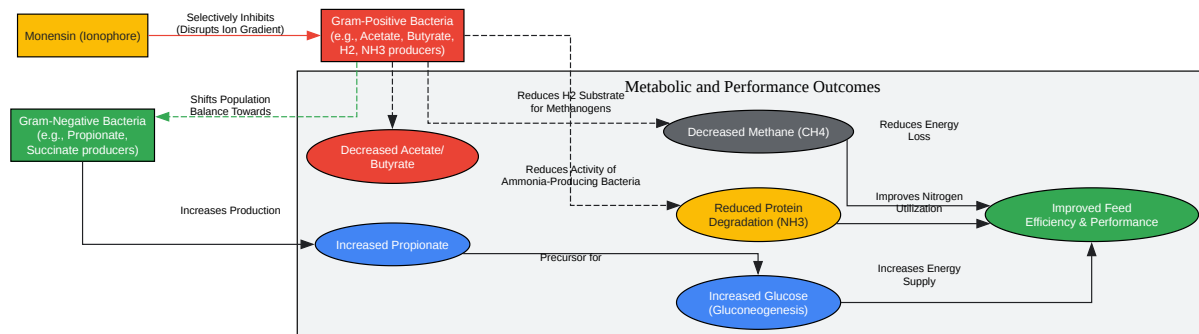 Monensin (Ionophore)
Selectively Inhibits
(Disrupts Ion Gradient)
Gram-Positive Bacteria
(e.g., Acetate, Butyrate,
H2, NH3 producers)
Metabolic and Performance Outcomes
Shifts Population
Balance Towards
Gram-Negative Bacteria
(e.g., Propionate,
Succinate producers)
Reduces H2 Substrate
for Methanogens
Decreased Methane (CH4)
Reduces Energy
Loss
Decreased Acetate/
Butyrate
Reduces Activity of
Ammonia-Producing Bacteria
Increases Production
Reduced Protein
Degradation (NH3)
Improves Nitrogen
Utilization
Improved Feed
Efficiency & Performance
Increased Propionate
Precursor for
Increased Glucose
(Gluconeogenesis)
Increases Energy
Supply